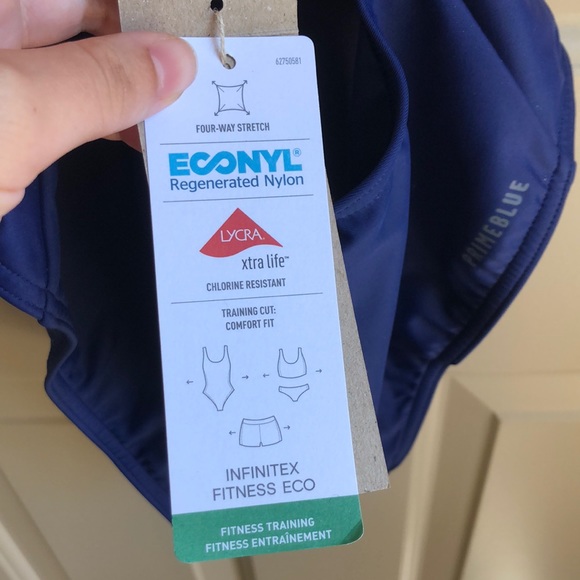 62750581
FOUR-WAY STRETCH
ECONYL®
Regenerated Nylon
LYCRA
xtra life™
CHLORINE RESISTANT
TRAINING CUT:
COMFORT FIT
INFINITEX
FITNESS ECO
FITNESS TRAINING
FITNESS ENTRAÎNEMENT
PRIMEBLUE